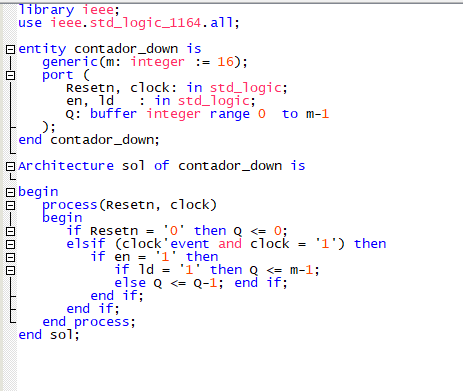 library ieee;
use ieee.std_logic_1164.all;
entity contador_down is
generic(m: integer := 16);
port (
Resetn, clock: in std_logic;
en, ld : in std_logic;
Q: buffer integer range 0 to m-1
);
end contador_down;
Architecture sol of contador_down is
begin
process(Resetn, clock)
begin
if Resetn = '0' then Q <= 0;
elsif (clock'event and clock = '1') then
if en = '1' then
if ld = '1' then Q <= m-1;
else Q <= Q-1; end if;
end if;
end if;
end process;
end sol;